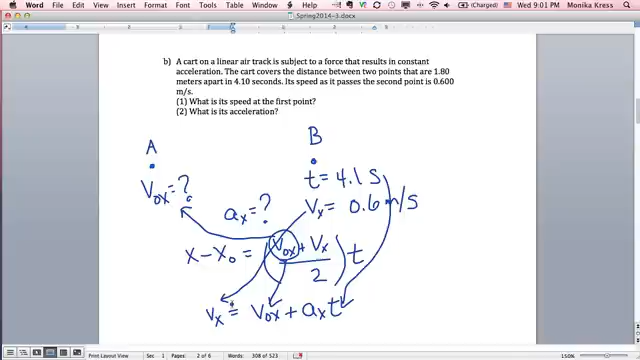 Word File Edit View Insert Format Font Tools Table Window Help (Charged) Wed 9:01 PM Monika Kress
Spring2014-3.docx
b) A cart on a linear air track is subject to a force that results in constant
acceleration. The cart covers the distance between two points that are 1.80
meters apart in 4.10 seconds. Its speed as it passes the second point is 0.600
m/s.
(1) What is its speed at the first point?
(2) What is its acceleration?
A B
t = 4.1 s
V₀ₓ = ? aₓ = ? Vₓ = 0.6 m/s
x - x₀ = (V₀ₓ + Vₓ / 2) t
Vₓ = V₀ₓ + aₓt
Print Layout View Sec 1 Pages: 2 of 6 Words: 308 of 523 150%